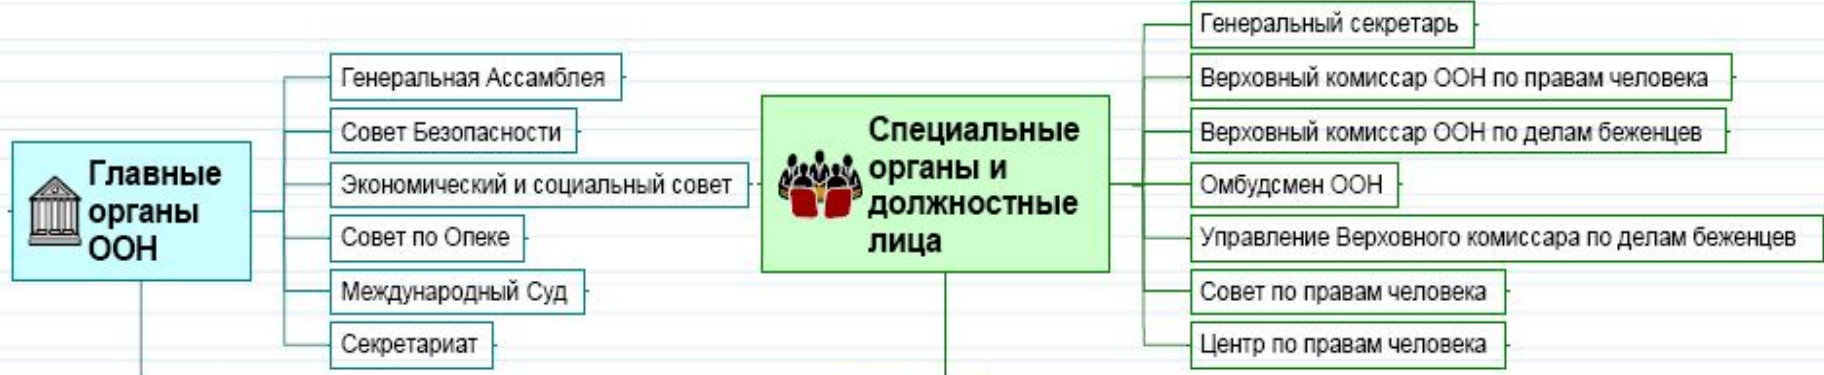 Главные
органы
ООН
Генеральная Ассамблея
Совет Безопасности
Экономический и социальный совет
Совет по Опеке
Международный Суд
Секретариат
Специальные
органы и
должностные
лица
Генеральный секретарь
Верховный комиссар ООН по правам человека
Верховный комиссар ООН по делам беженцев
Омбудсмен ООН
Управление Верховного комиссара по делам беженцев
Совет по правам человека
Центр по правам человека